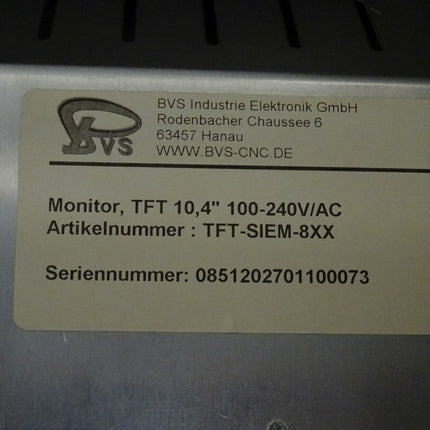 BVS Industrie Elektronik GmbH
Rodenbacher Chaussee 6
63457 Hanau
WWW.BVS-CNC.DE
BVS
Monitor, TFT 10,4" 100-240V/AC
Artikelnummer : TFT-SIEM-8XX
Seriennummer: 0851202701100073